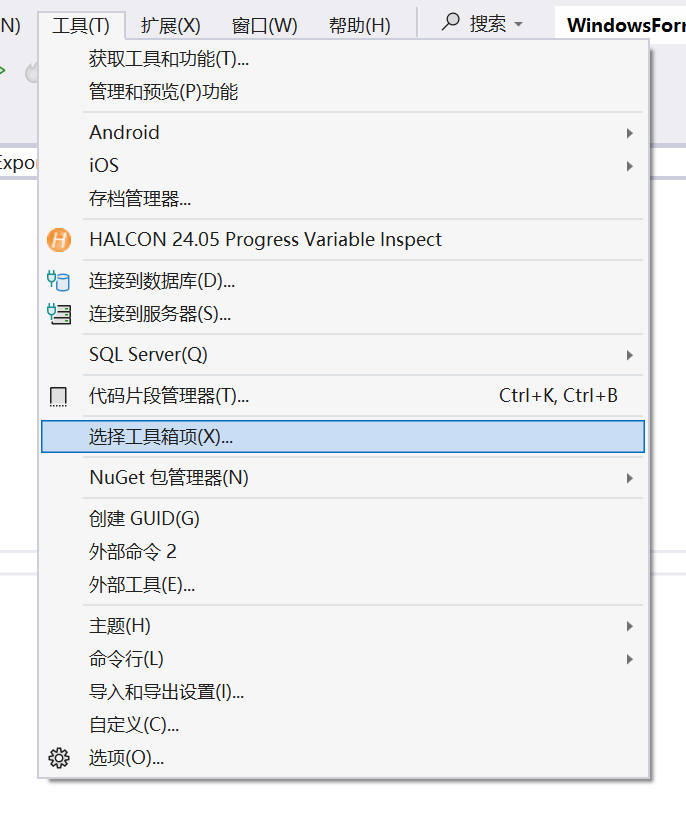 N) 工具(T) 扩展(X) 窗口(W) 帮助(H) 搜索 WindowsForm
获取工具和功能(T)...
管理和预览(P)功能
Android
Expor
iOS
存档管理器...
HALCON 24.05 Progress Variable Inspect
连接到数据库(D)...
连接到服务器(S)...
SQL Server(Q)
代码片段管理器(T)... Ctrl+K, Ctrl+B
选择工具箱项(X)...
NuGet 包管理器(N)
创建 GUID(G)
外部命令 2
外部工具(E)...
主题(H)
命令行(L)
导入和导出设置(I)...
自定义(C)...
选项(O)...